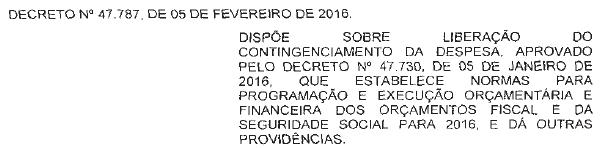 DECRETO Nº 47.787, DE 05 DE FEVEREIRO DE 2016.
DISPÕE SOBRE LIBERAÇÃO DO
CONTINGENCIAMENTO DA DESPESA, APROVADO
PELO DECRETO Nº 47.730, DE 05 DE JANEIRO DE
2016, QUE ESTABELECE NORMAS PARA
PROGRAMAÇÃO E EXECUÇÃO ORÇAMENTÁRIA E
FINANCEIRA DOS ORÇAMENTOS FISCAL E DA
SEGURIDADE SOCIAL PARA 2016, E DÁ OUTRAS
PROVIDÊNCIAS.